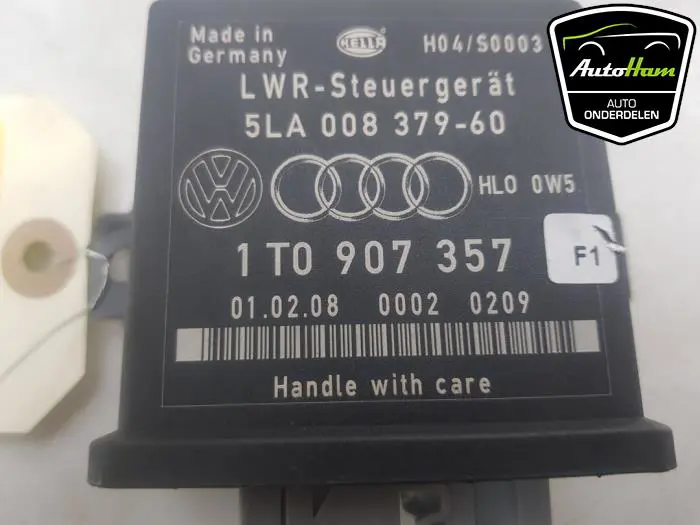 Made in
Germany
HELLA
H04/S0003
LWR-Steuergerät
5LA 008 379-60
HLO 0W5
1T0 907 357
F1
01.02.08 0002 0209
Handle with care
AutoHam
AUTO
ONDERDELEN